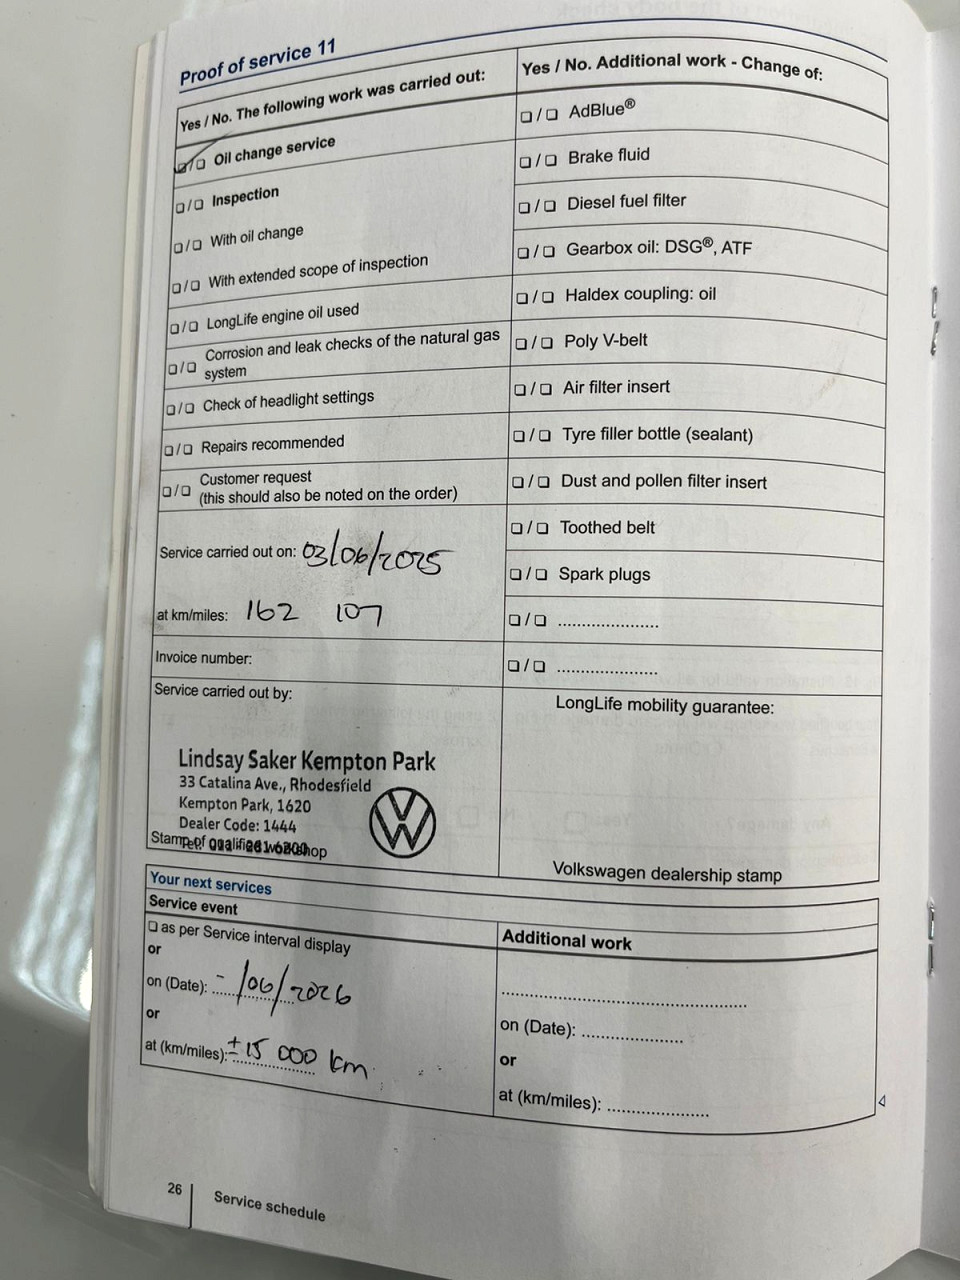 Proof of service 11
Yes / No. The following work was carried out:
Oil change service
Inspection
With oil change
With extended scope of inspection
LongLife engine oil used
Corrosion and leak checks of the natural gas
system
Check of headlight settings
Repairs recommended
Customer request
(this should also be noted on the order)
Service carried out on: 03/06/2025
at km/miles: 162 107
Invoice number:
Service carried out by:
Lindsay Saker Kempton Park
33 Catalina Ave., Rhodesfield
Kempton Park, 1620
Dealer Code: 1444
Stamp of qualified workshop
Yes / No. Additional work - Change of:
/ AdBlue®
/ Brake fluid
/ Diesel fuel filter
/ Gearbox oil: DSG®, ATF
/ Haldex coupling: oil
/ Poly V-belt
/ Air filter insert
/ Tyre filler bottle (sealant)
/ Dust and pollen filter insert
/ Toothed belt
/ Spark plugs
/ ......................
/ ......................
LongLife mobility guarantee:
Volkswagen dealership stamp
Your next services
Service event
as per Service interval display
or
on (Date): - /06/2026
or
at (km/miles): ± 15 000 km
Additional work
on (Date): ......................
or
at (km/miles): ......................
26
Service schedule